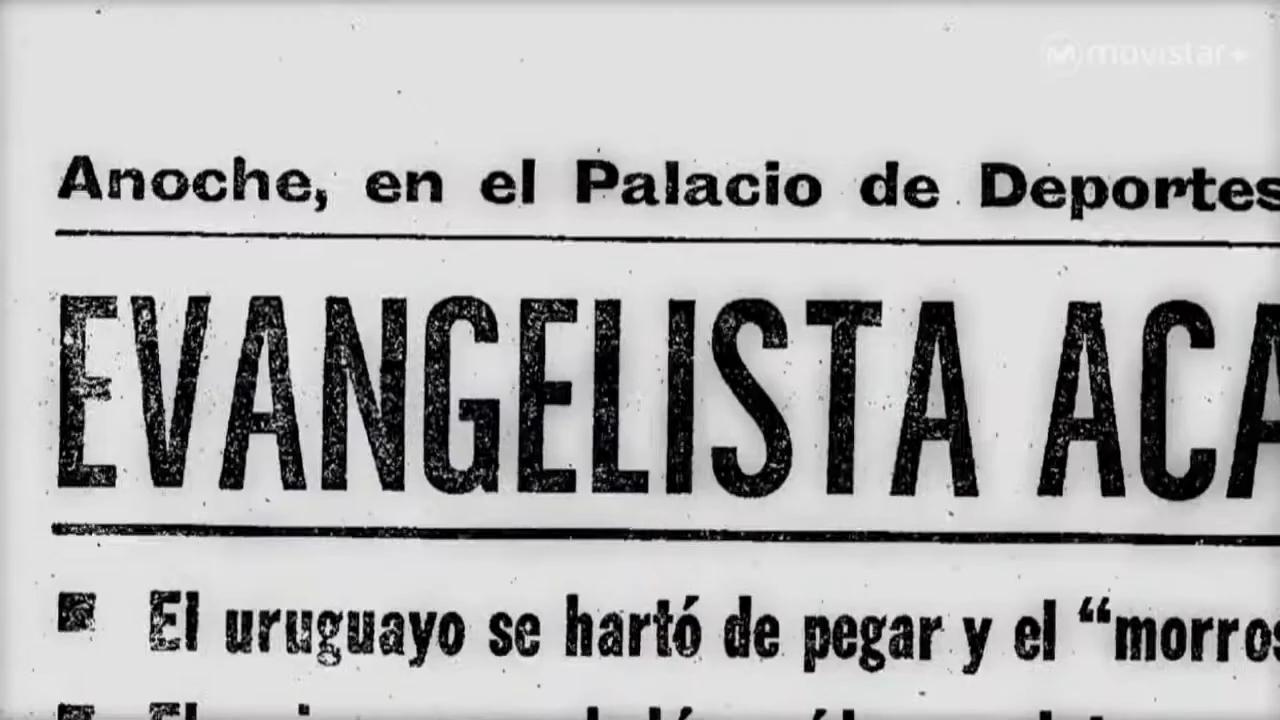 movistar+
Anoche, en el Palacio de Deportes
EVANGELISTA ACA
■ El uruguayo se hartó de pegar y el “morros